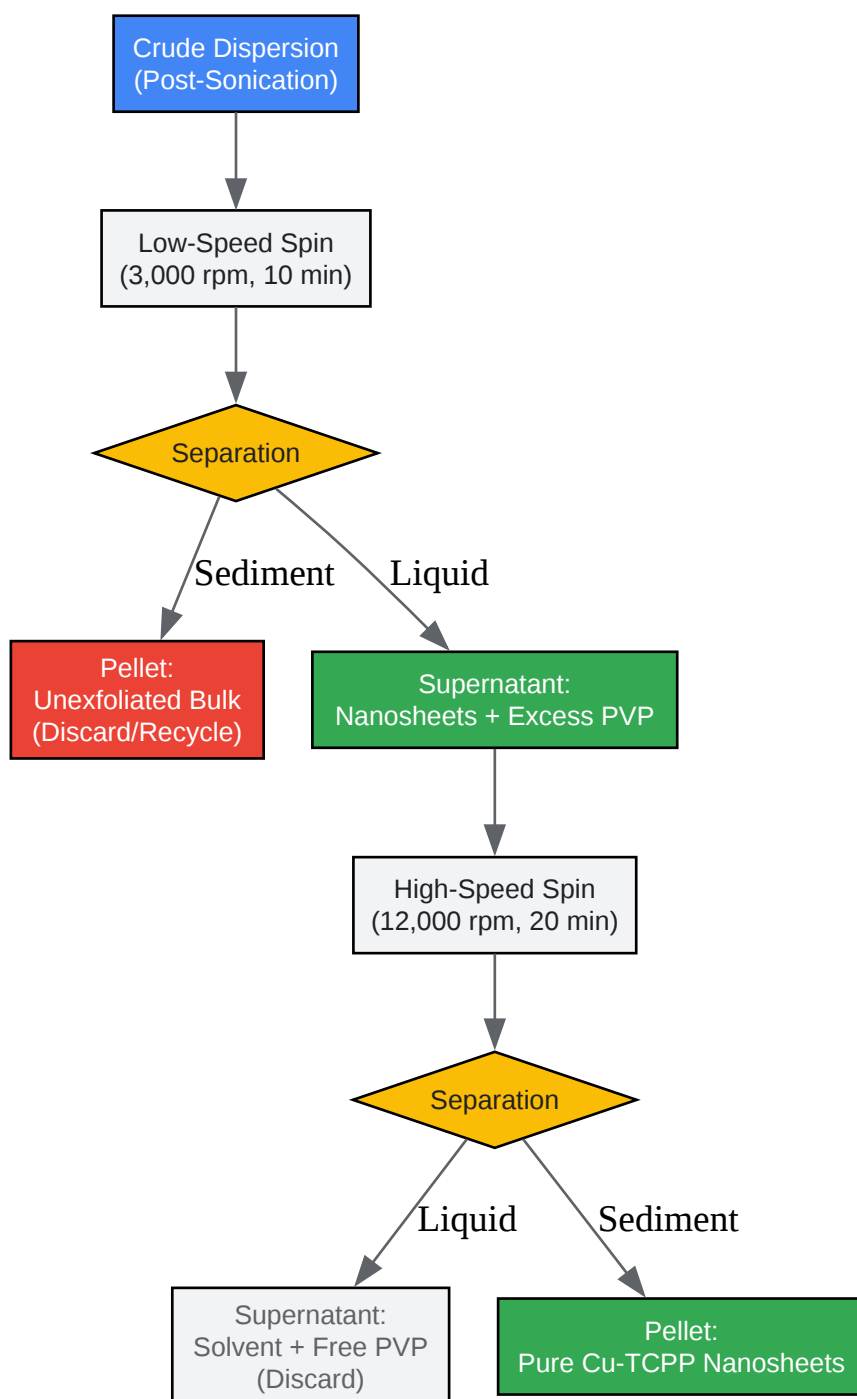 Crude Dispersion
(Post-Sonication)
Low-Speed Spin
(3,000 rpm, 10 min)
Separation
Sediment
Liquid
Pellet:
Unexfoliated Bulk
(Discard/Recycle)
Supernatant:
Nanosheets + Excess PVP
High-Speed Spin
(12,000 rpm, 20 min)
Separation
Liquid
Sediment
Supernatant:
Solvent + Free PVP
(Discard)
Pellet:
Pure Cu-TCPP Nanosheets